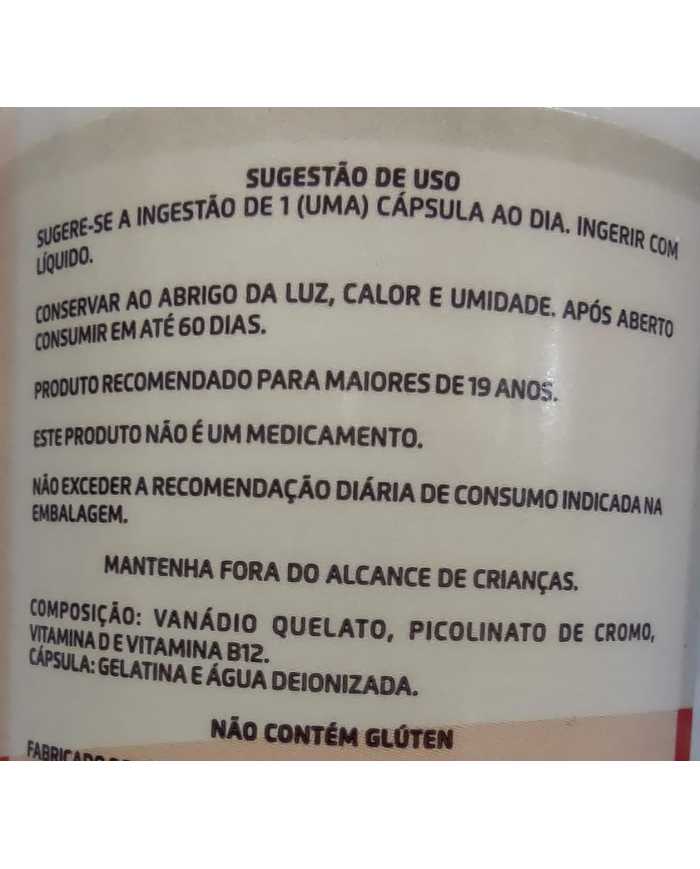 SUGESTÃO DE USO
SUGERE-SE A INGESTÃO DE 1 (UMA) CÁPSULA AO DIA. INGERIR COM
LÍQUIDO.
CONSERVAR AO ABRIGO DA LUZ, CALOR E UMIDADE. APÓS ABERTO
CONSUMIR EM ATÉ 60 DIAS.
PRODUTO RECOMENDADO PARA MAIORES DE 19 ANOS.
ESTE PRODUTO NÃO É UM MEDICAMENTO.
NÃO EXCEDER A RECOMENDAÇÃO DIÁRIA DE CONSUMO INDICADA NA
EMBALAGEM.
MANTENHA FORA DO ALCANCE DE CRIANÇAS.
COMPOSIÇÃO: VANÁDIO QUELATO, PICOLINATO DE CROMO,
VITAMINA D E VITAMINA B12.
CÁPSULA: GELATINA E ÁGUA DEIONIZADA.
NÃO CONTÉM GLÚTEN
FABRICADO